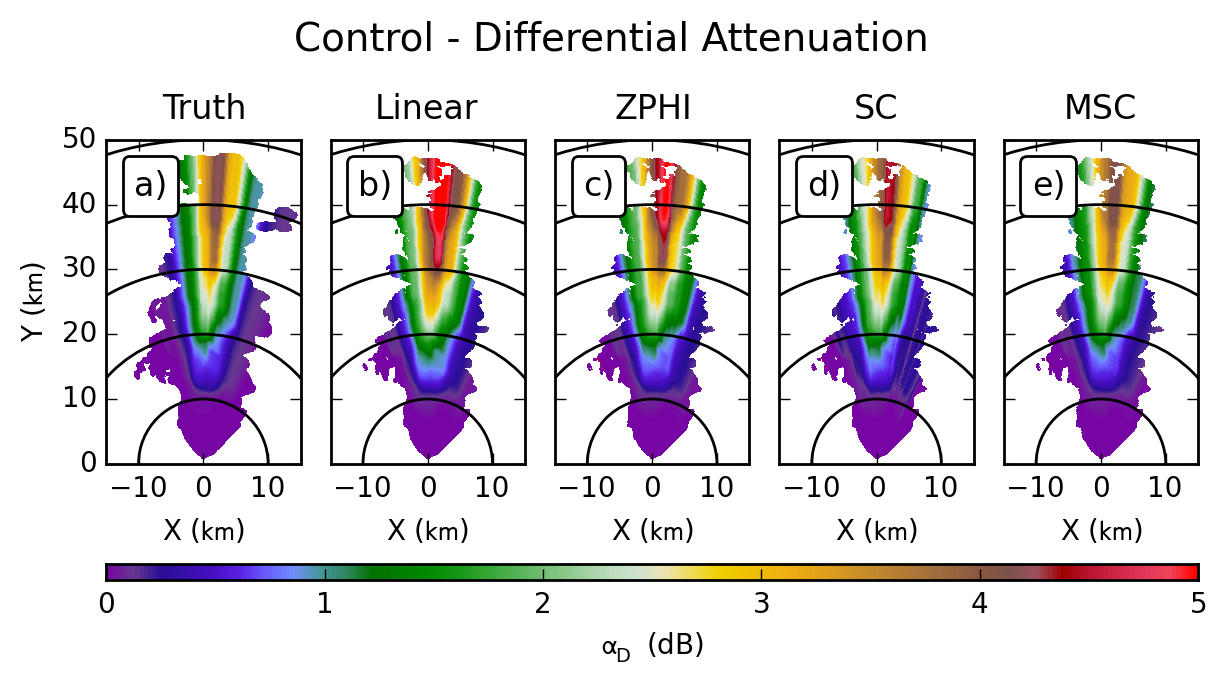 Control - Differential Attenuation
Truth Linear ZPHI SC MSC
a) b) c) d) e)
50
40
30
20
10
0
Y (km)
−10 0 10 −10 0 10 −10 0 10 −10 0 10 −10 0 10
X (km) X (km) X (km) X (km) X (km)
0 1 2 3 4 5
αD (dB)